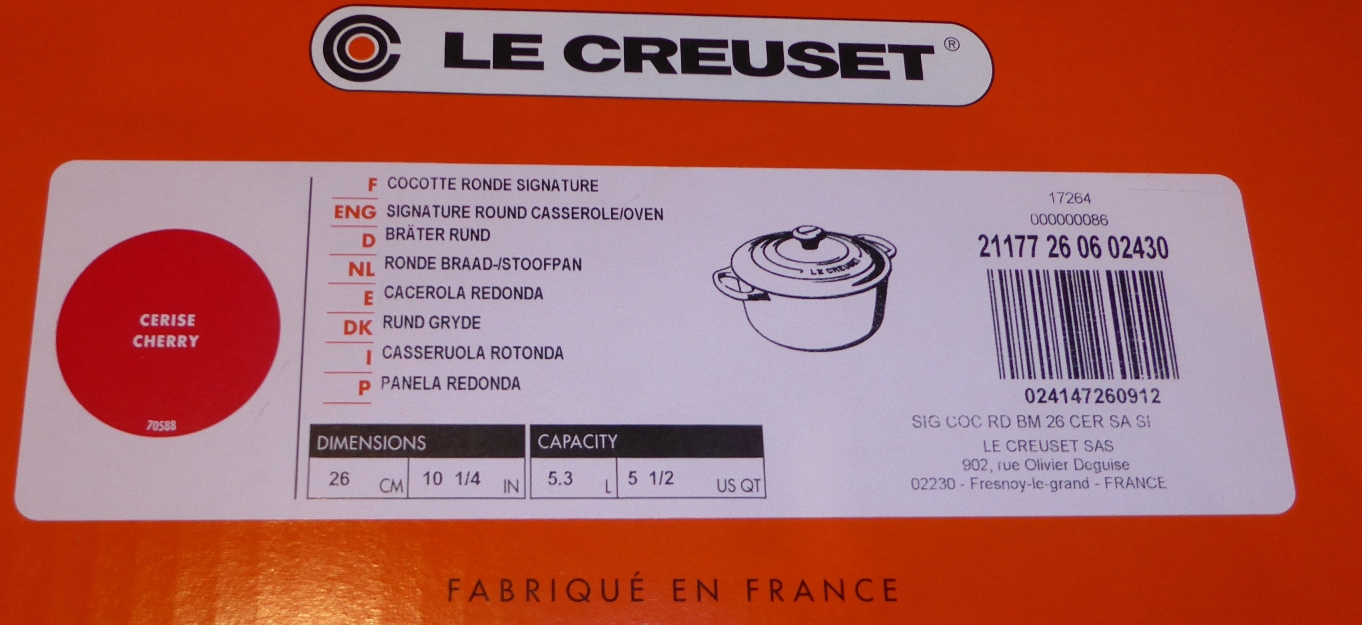 LE CREUSET ®
CERISE
CHERRY
70588
F COCOTTE RONDE SIGNATURE
ENG SIGNATURE ROUND CASSEROLE/OVEN
D BRÄTER RUND
NL RONDE BRAAD-/STOOFPAN
E CACEROLA REDONDA
DK RUND GRYDE
I CASSERUOLA ROTONDA
P PANELA REDONDA
DIMENSIONS
26 CM 10 1/4 IN
CAPACITY
5.3 L 5 1/2 US QT
LE CREUSET
17264
000000086
21177 26 06 02430
024147260912
SIG COC RD BM 26 CER SA SI
LE CREUSET SAS
902, rue Olivier Deguise
02230 - Fresnoy-le-grand - FRANCE
FABRIQUÉ EN FRANCE